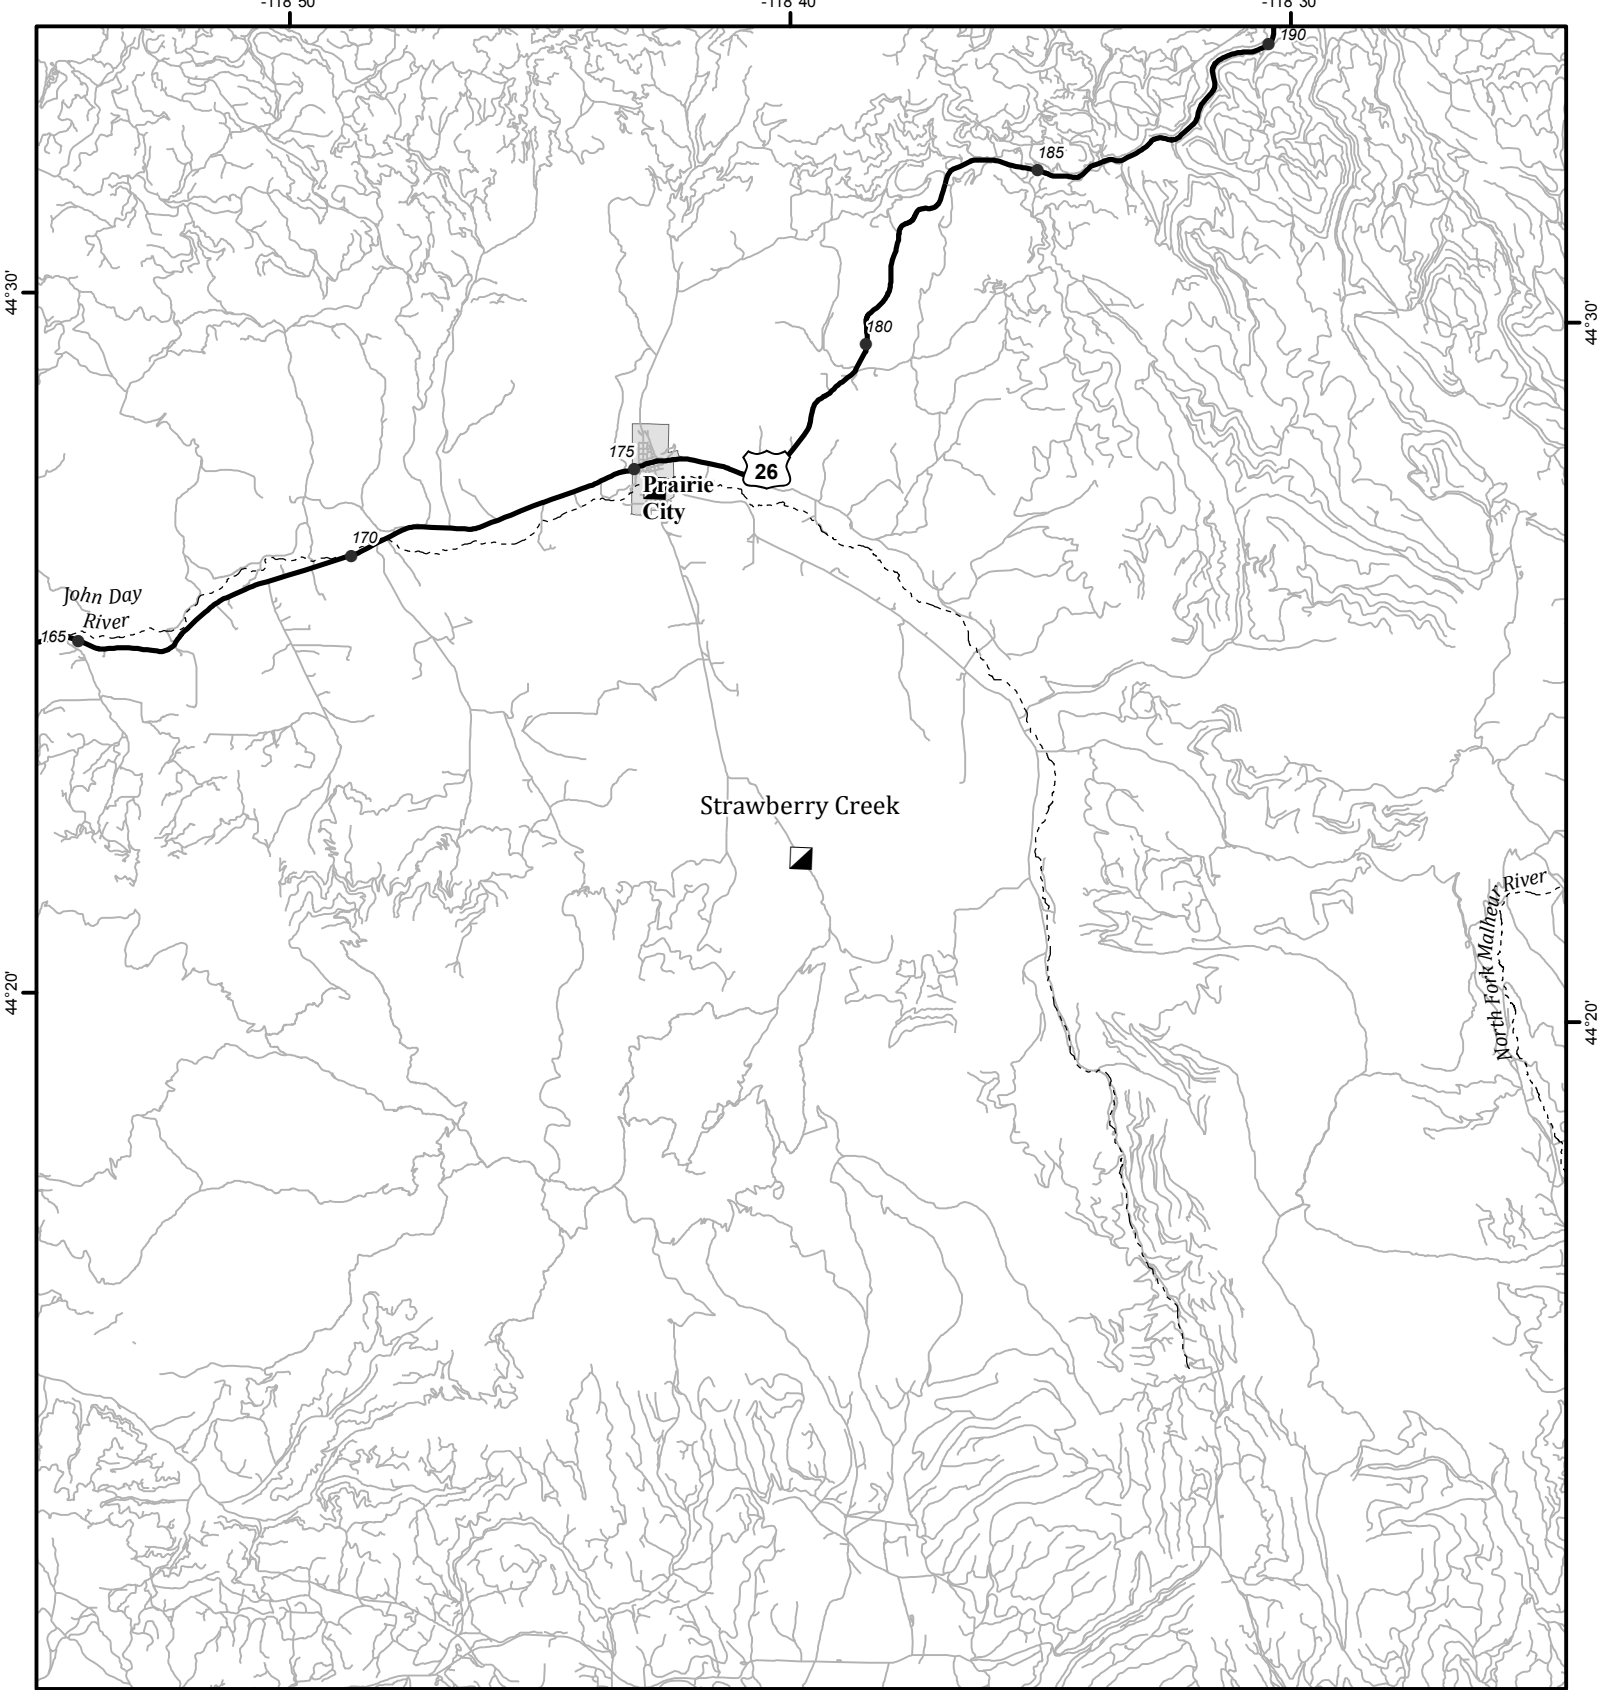 -118°50'
-118°40'
-118°30'
190
185
44°30'
44°30'
180
175
26
Prairie
City
170
John Day
River
165
Strawberry Creek
River
North Fork Malheur
44°20'
44°20'